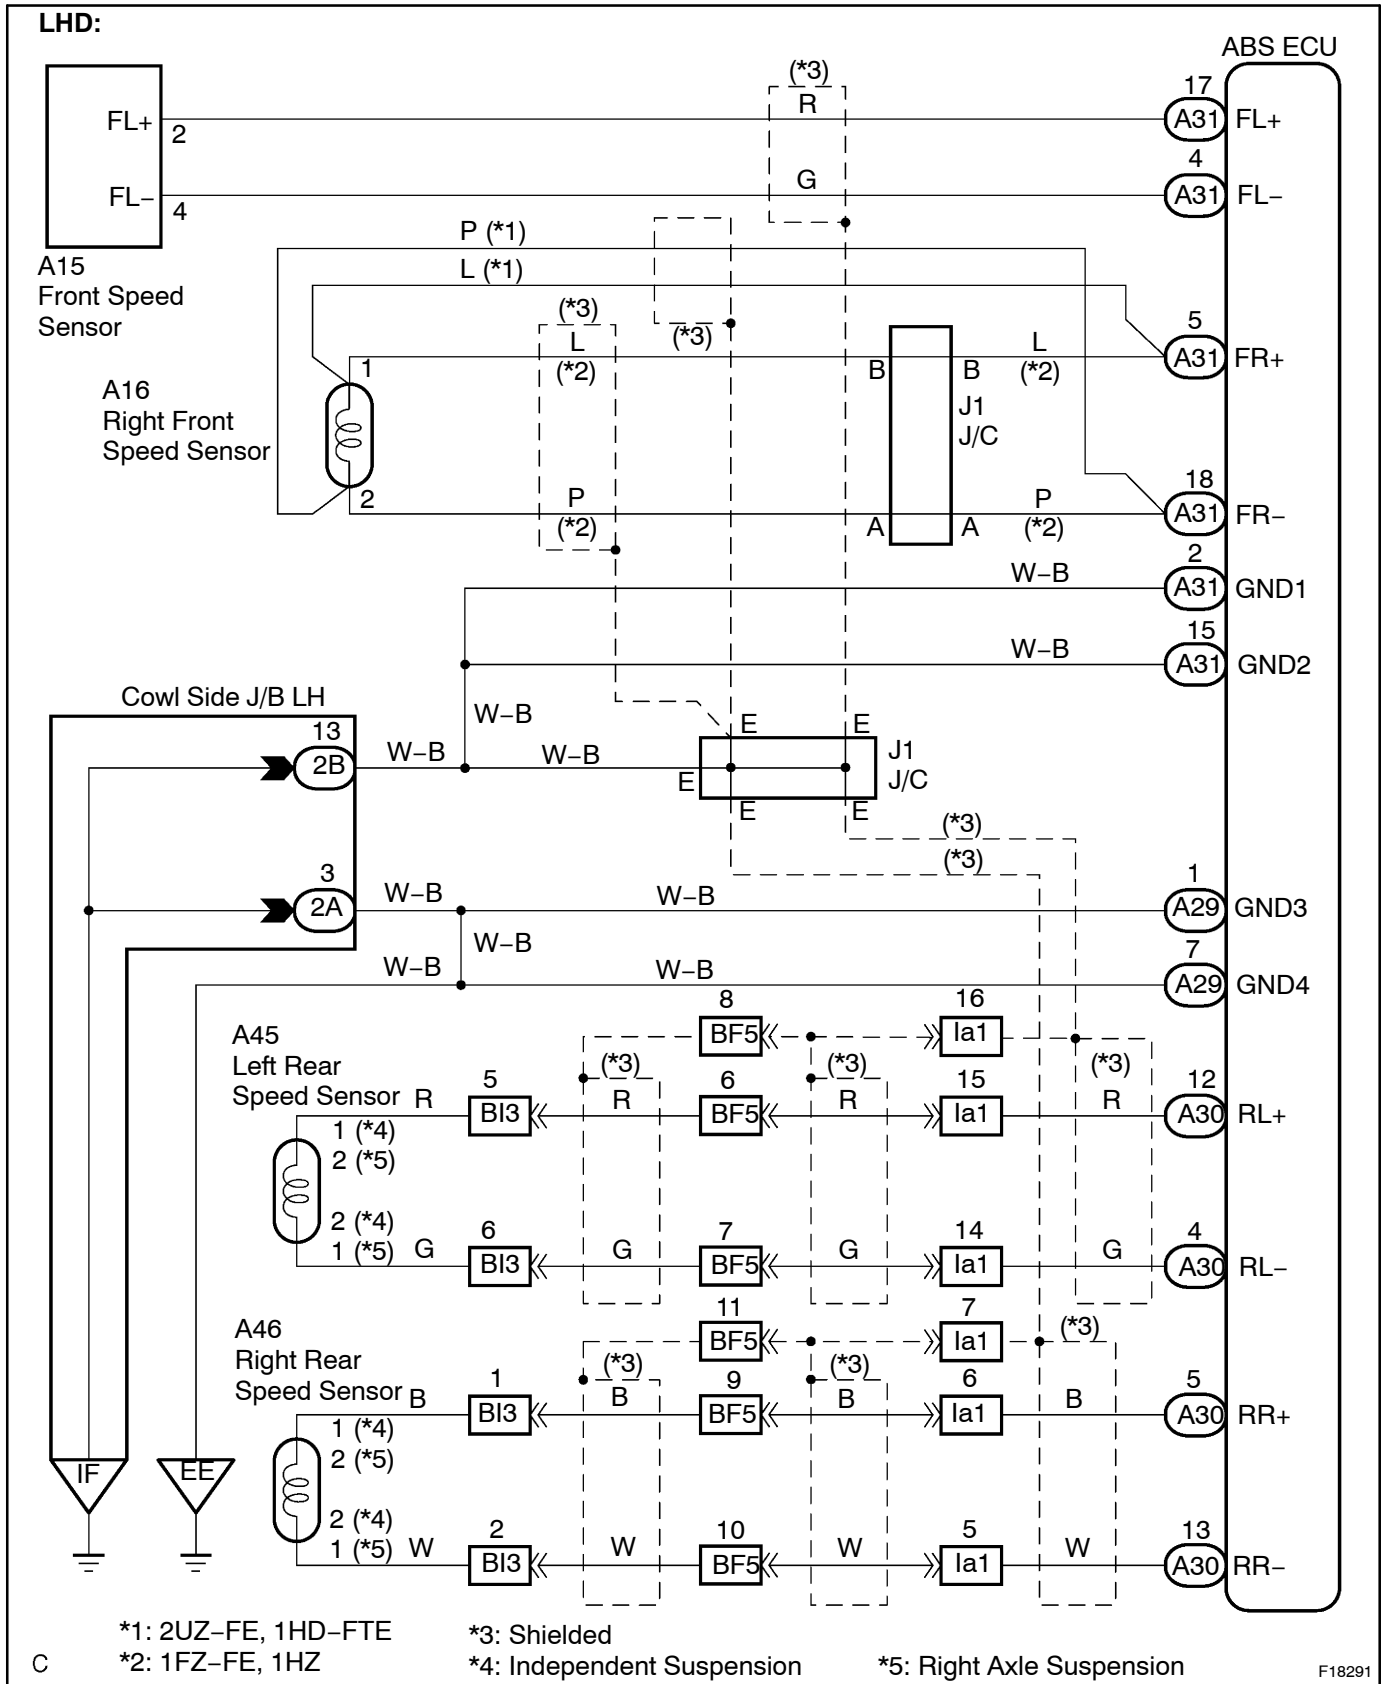 LHD:
ABS ECU
(*3)
17
R
FL+
2
A31
FL+
4
G
FL−
4
A31
FL−
P (*1)
A15
Front Speed
Sensor
L (*1)
(*3)
(*3)
5
L
(*2)
1
B
B
L
(*2)
A31
FR+
A16
Right Front
Speed Sensor
J1
J/C
18
2
P
(*2)
A
A
P
(*2)
A31
FR−
2
W−B
A31
GND1
15
W−B
A31
GND2
Cowl Side J/B LH
W−B
13
2B
W−B
W−B
E
E
E
E
E
J1
J/C
(*3)
(*3)
3
2A
W−B
W−B
1
A29
GND3
W−B
7
W−B
W−B
A29
GND4
8
16
BF5
Ia1
A45
Left Rear
Speed Sensor
(*3)
(*3)
(*3)
R
5
6
15
12
BI3
R
BF5
R
Ia1
R
A30
RL+
1 (*4)
2 (*5)
2 (*4)
1 (*5)
G
6
7
14
4
BI3
G
BF5
G
Ia1
G
A30
RL−
11
7
BF5
Ia1
(*3)
A46
Right Rear
Speed Sensor
(*3)
(*3)
B
1
9
6
5
BI3
B
BF5
B
Ia1
B
A30
RR+
1 (*4)
2 (*5)
IF
EE
2 (*4)
1 (*5)
W
2
10
5
13
BI3
W
BF5
W
Ia1
W
A30
RR−
*1: 2UZ−FE, 1HD−FTE
*3: Shielded
C
*2: 1FZ−FE, 1HZ
*4: Independent Suspension
*5: Right Axle Suspension
F18291